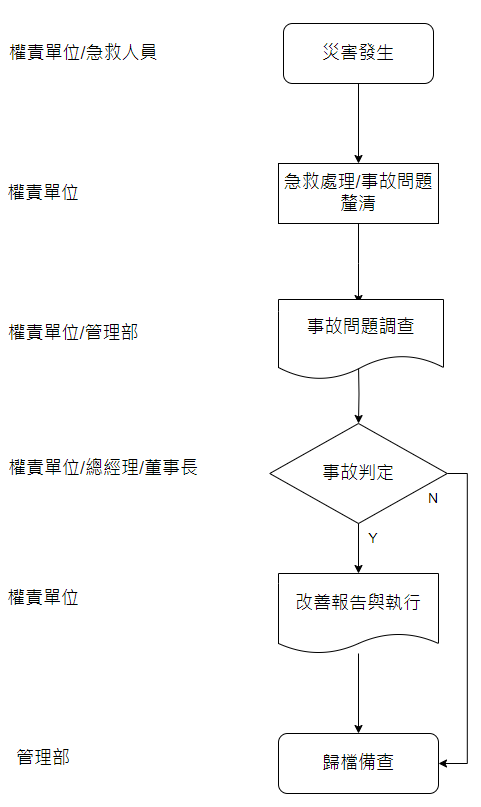 權責單位/急救人員
災害發生
權責單位
急救處理/事故問題
釐清
權責單位/管理部
事故問題調查
權責單位/總經理/董事長
事故判定
N
Y
權責單位
改善報告與執行
管理部
歸檔備查